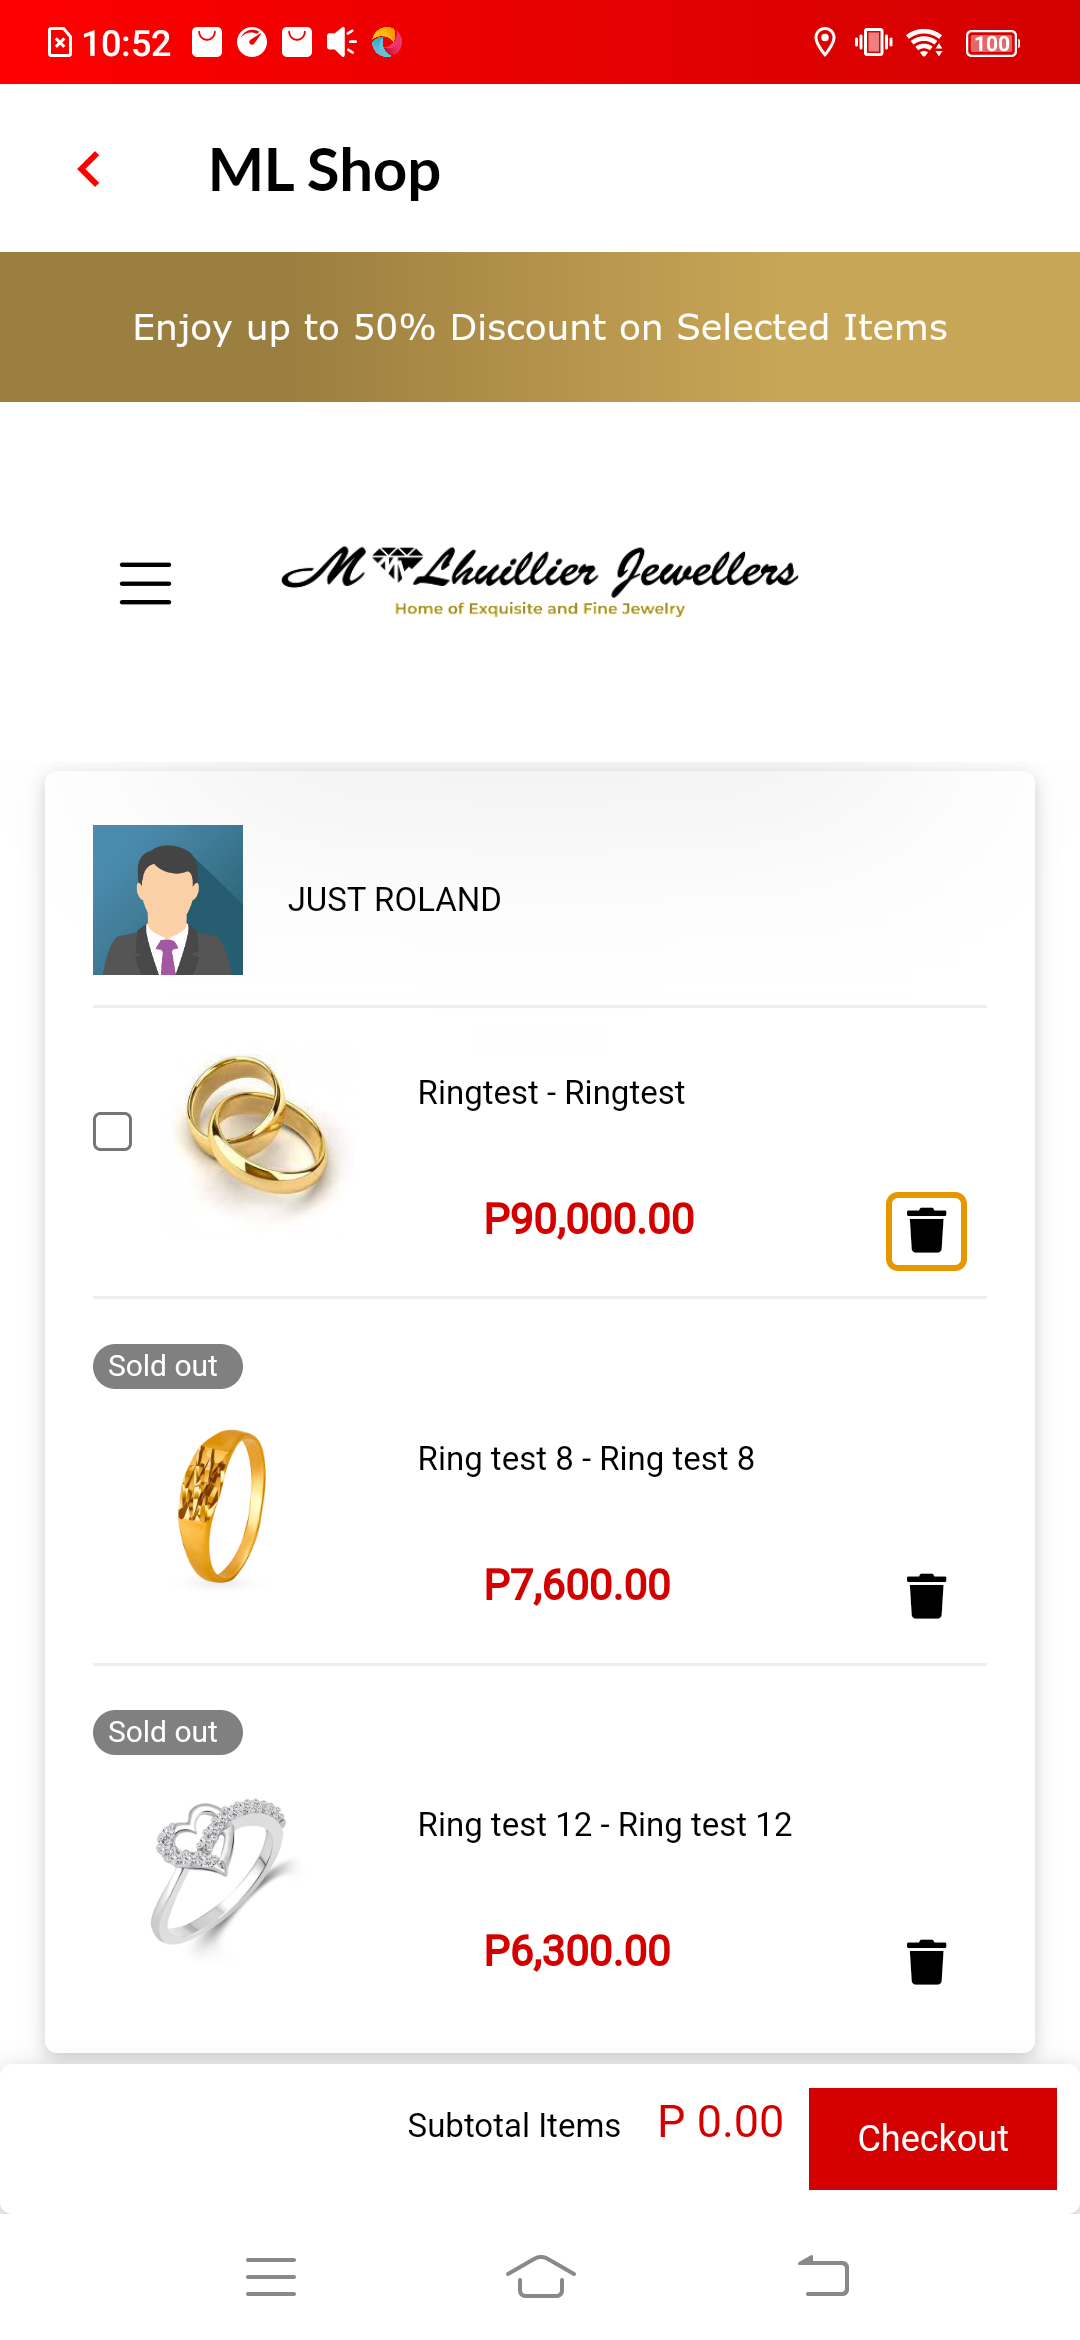 10:52
100
ML Shop
Enjoy up to 50% Discount on Selected Items
M Lhuillier Jewellers
Home of Exquisite and Fine Jewelry
JUST ROLAND
Ringtest - Ringtest
P90,000.00
Sold out
Ring test 8 - Ring test 8
P7,600.00
Sold out
Ring test 12 - Ring test 12
P6,300.00
Subtotal Items P 0.00 Checkout